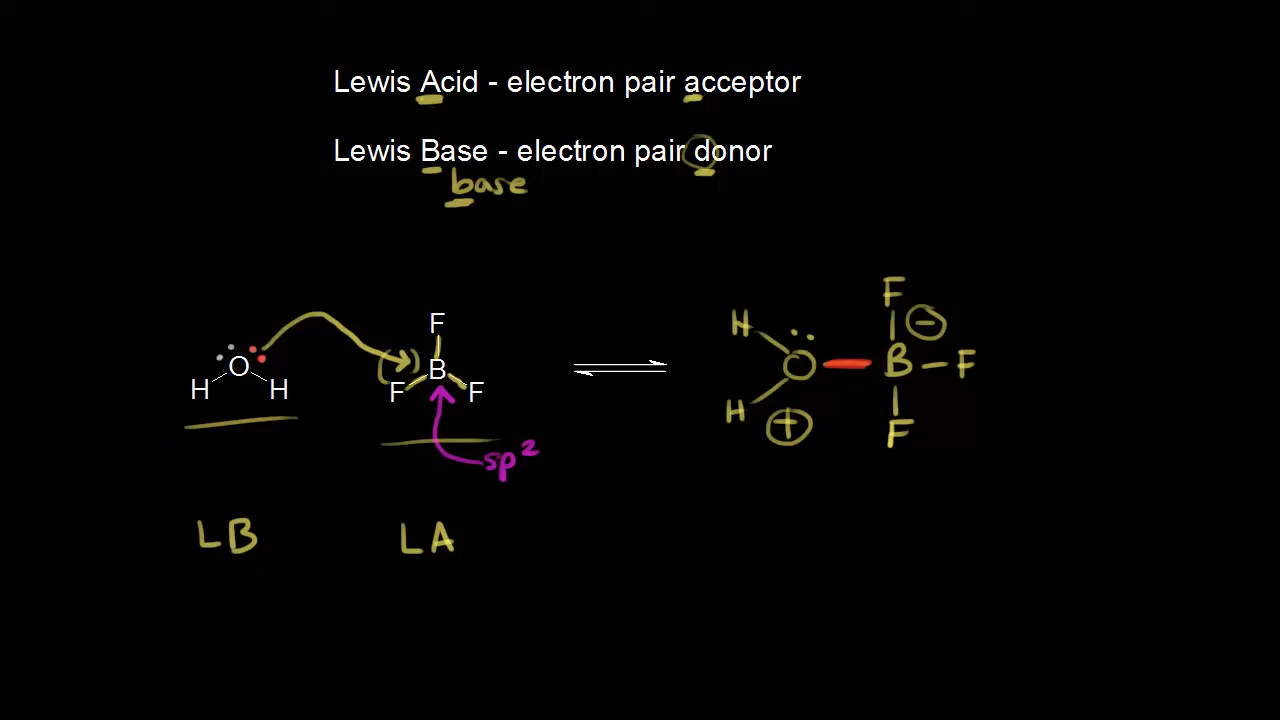 Lewis Acid - electron pair acceptor
Lewis Base - electron pair donor
base
F
B
F F
O
H H
sp²
H
O
H
+
F
−
B F
F
LB LA